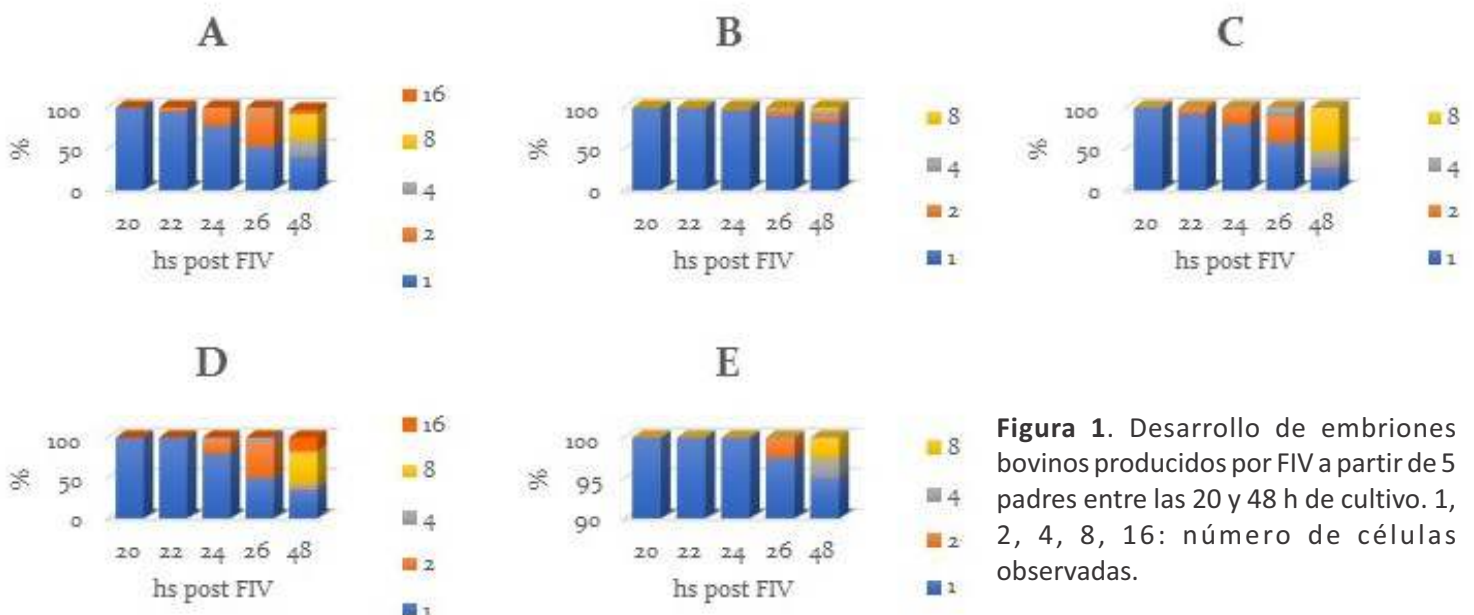 A
%
100
50
0
20 22 24 26 48
hs post FIV
16
8
4
2
1
B
%
100
50
0
20 22 24 26 48
hs post FIV
8
4
2
1
C
%
100
50
0
20 22 24 26 48
hs post FIV
8
4
2
1
D
%
100
50
0
20 22 24 26 48
hs post FIV
16
8
4
2
1
E
%
100
95
90
20 22 24 26 48
hs post FIV
8
4
2
1
Figura 1. Desarrollo de embriones
bovinos producidos por FIV a partir de 5
padres entre las 20 y 48 h de cultivo. 1,
2, 4, 8, 16: número de células
observadas.